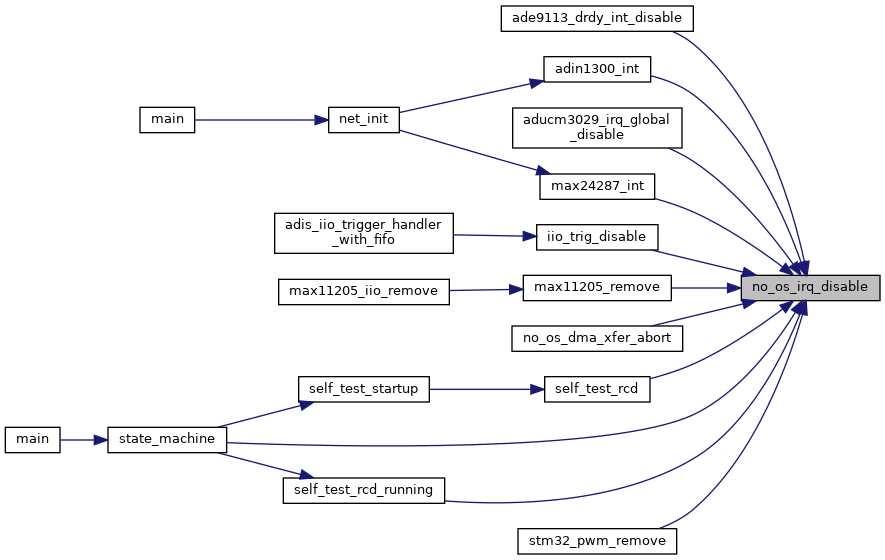 ade9113_drdy_int_disable
adin1300_int
main
net_init
aducm3029_irq_global
_disable
max24287_int
adis_iio_trigger_handler
_with_fifo
iio_trig_disable
max11205_iio_remove
max11205_remove
no_os_irq_disable
no_os_dma_xfer_abort
self_test_startup
self_test_rcd
main
state_machine
self_test_rcd_running
stm32_pwm_remove